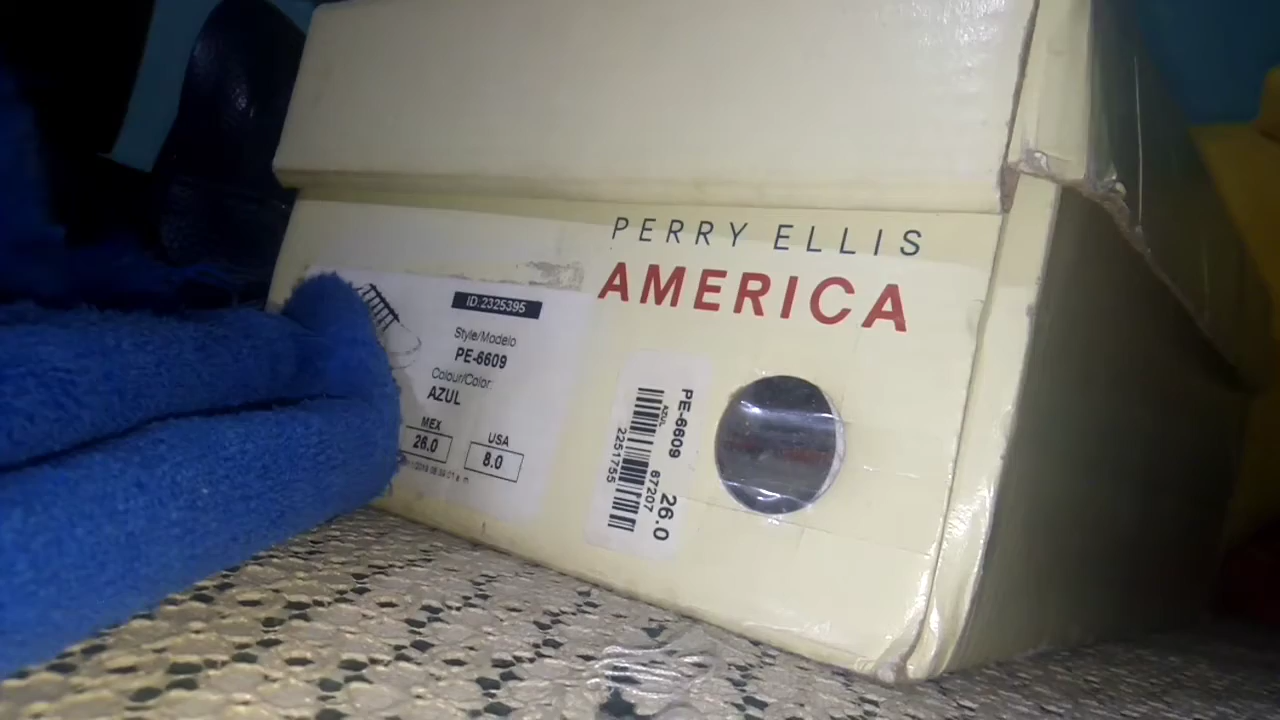 PERRY ELLIS
AMERICA
ID:2325395
Style/Modelo
PE-6609
Colour/Color:
AZUL
MEX
26.0
USA
8.0
PE-6609
AZUL
26.0
67207
2251755